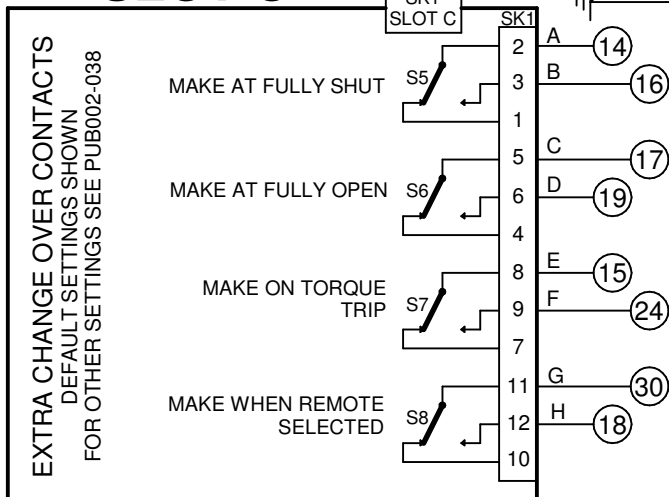 SLOT C
SK1
EXTRA CHANGE OVER CONTACTS
DEFAULT SETTINGS SHOWN
FOR OTHER SETTINGS SEE PUB002-038
MAKE AT FULLY SHUT
S5
2 A 14
3 B 16
1
MAKE AT FULLY OPEN
S6
5 C 17
6 D 19
4
MAKE ON TORQUE
TRIP
S7
8 E 15
9 F 24
7
MAKE WHEN REMOTE
SELECTED
S8
11 G 30
12 H 18
10